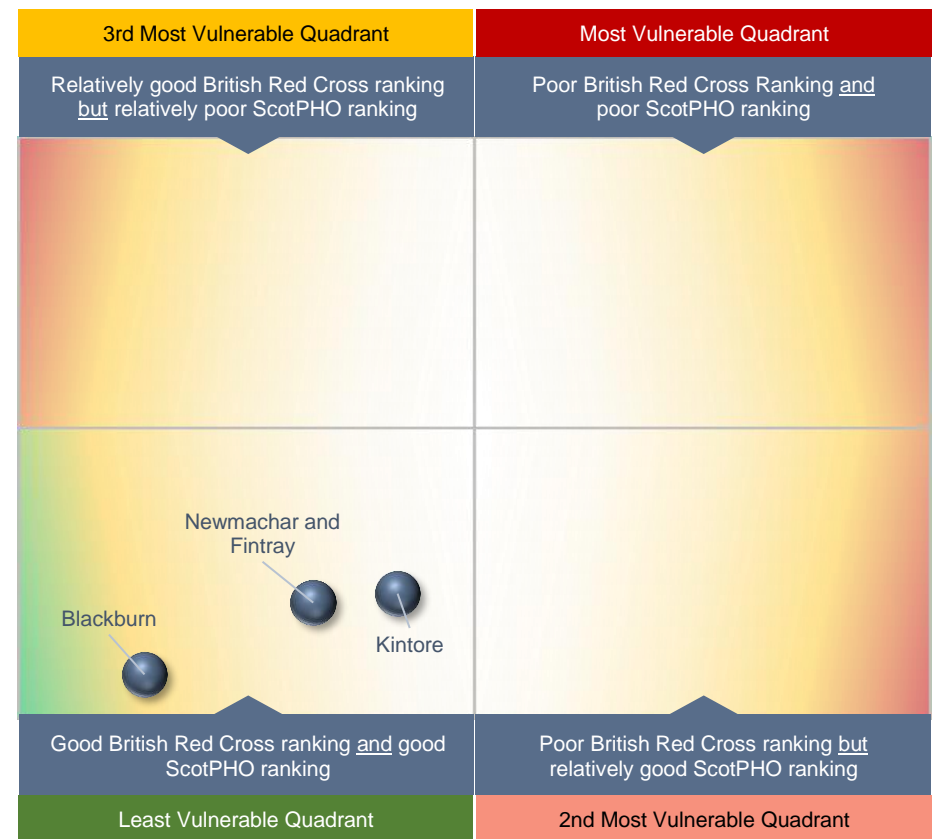 3rd Most Vulnerable Quadrant
Most Vulnerable Quadrant
Relatively good British Red Cross ranking
but relatively poor ScotPHO ranking
Poor British Red Cross Ranking and
poor ScotPHO ranking
Newmachar and
Fintray
Blackburn
Kintore
Good British Red Cross ranking and good
ScotPHO ranking
Poor British Red Cross ranking but
relatively good ScotPHO ranking
Least Vulnerable Quadrant
2nd Most Vulnerable Quadrant